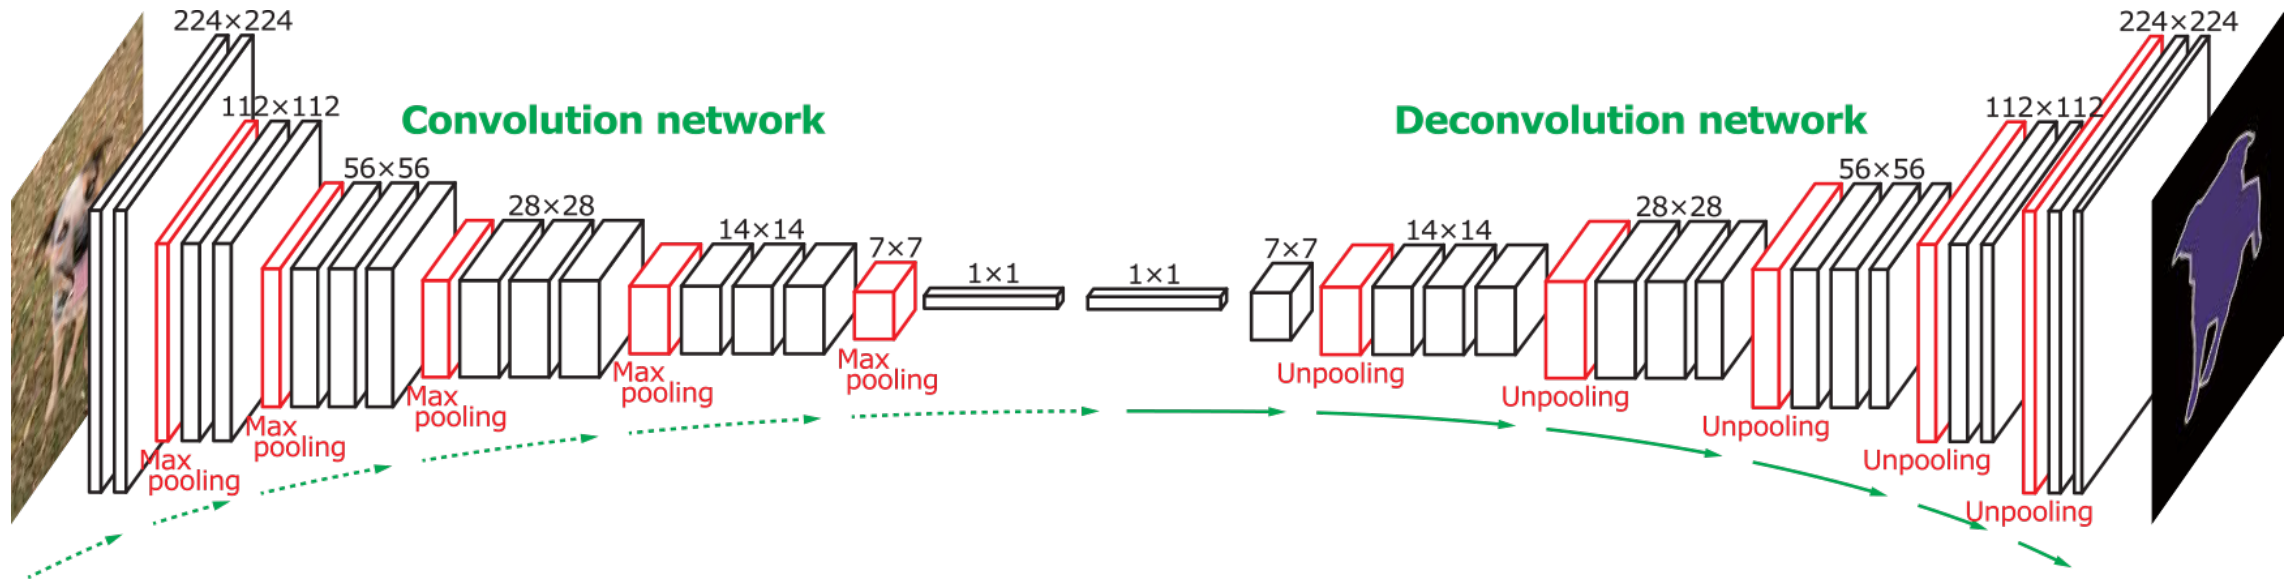 224×224
112×112
Convolution network
56×56
28×28
14×14
7×7
1×1
1×1
7×7
14×14
28×28
56×56
Deconvolution network
112×112
224×224
Max
pooling
Max
pooling
Max
pooling
Max
pooling
Max
pooling
Unpooling
Unpooling
Unpooling
Unpooling
Unpooling